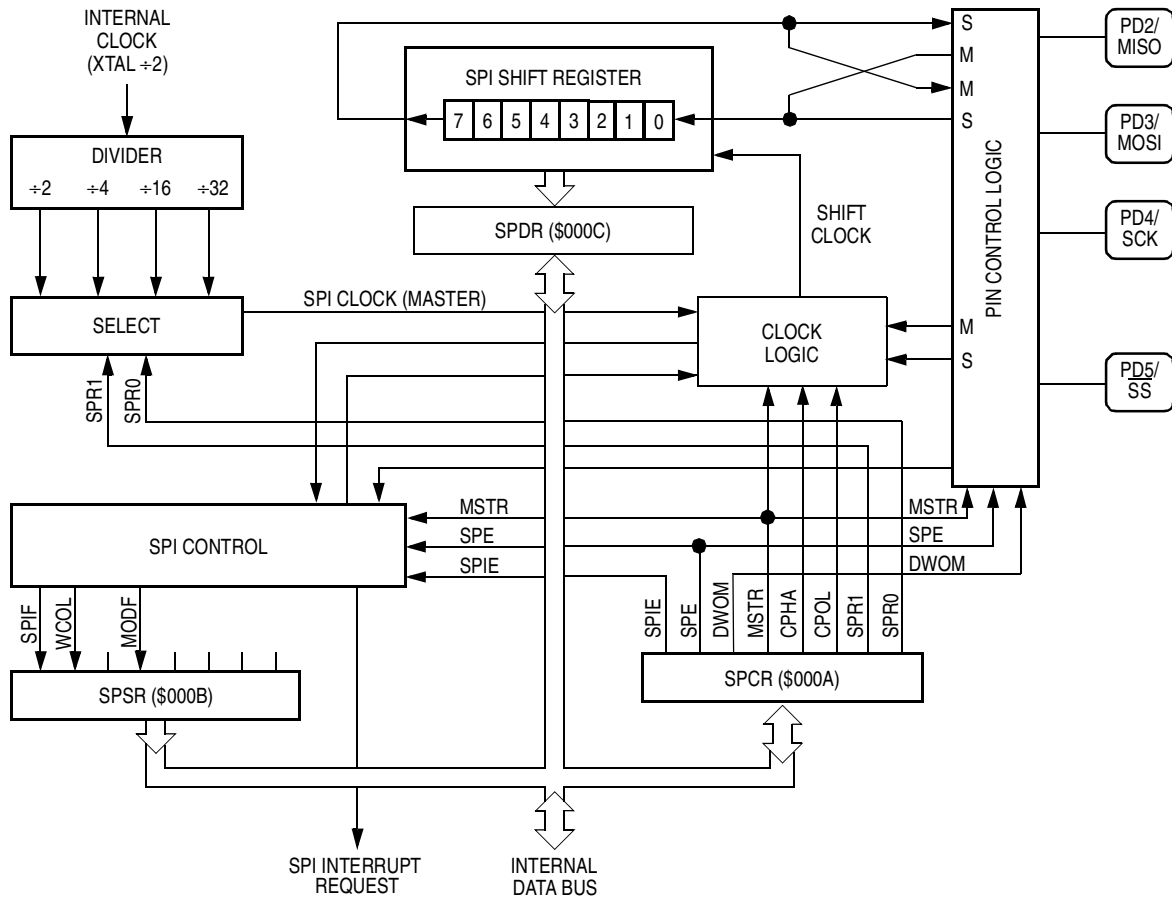 INTERNAL
CLOCK
(XTAL ÷2)
DIVIDER
÷2 ÷4 ÷16 ÷32
SELECT
SPR1
SPR0
SPI CLOCK (MASTER)
SPI SHIFT REGISTER
7 6 5 4 3 2 1 0
SPDR ($000C)
SHIFT
CLOCK
CLOCK
LOGIC
S
M
M
S
M
S
PIN CONTROL LOGIC
PD2/
MISO
PD3/
MOSI
PD4/
SCK
PD5/
SS
SPI CONTROL
MSTR
SPE
SPIE
MSTR
SPE
DWOM
SPIF
WCOL
MODF
SPSR ($000B)
SPIE
SPE
DWOM
MSTR
CPHA
CPOL
SPR1
SPR0
SPCR ($000A)
SPI INTERRUPT
REQUEST
INTERNAL
DATA BUS